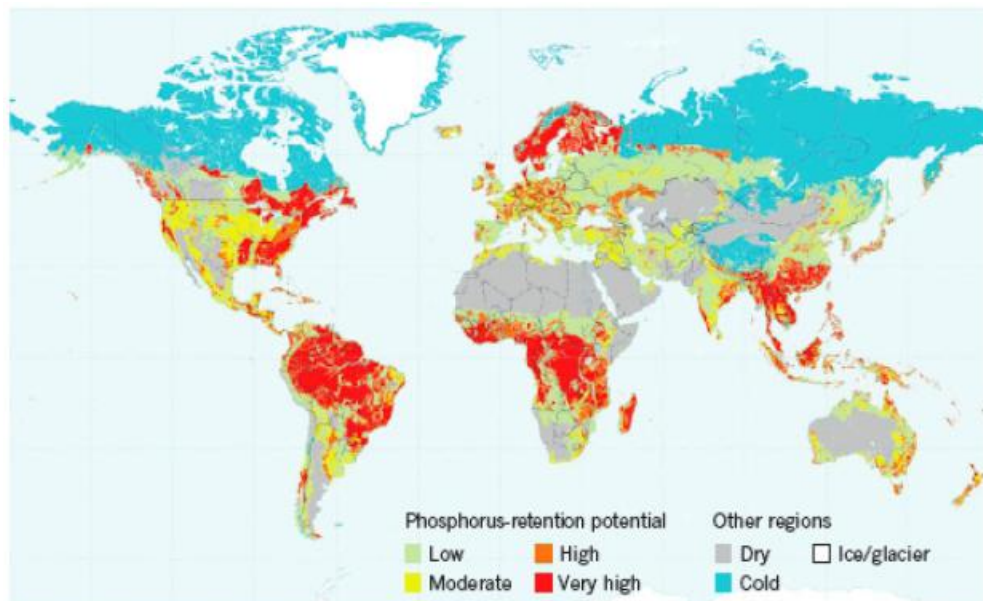 Phosphorus-retention potential
Other regions
Low
High
Dry
Ice/glacier
Moderate
Very high
Cold